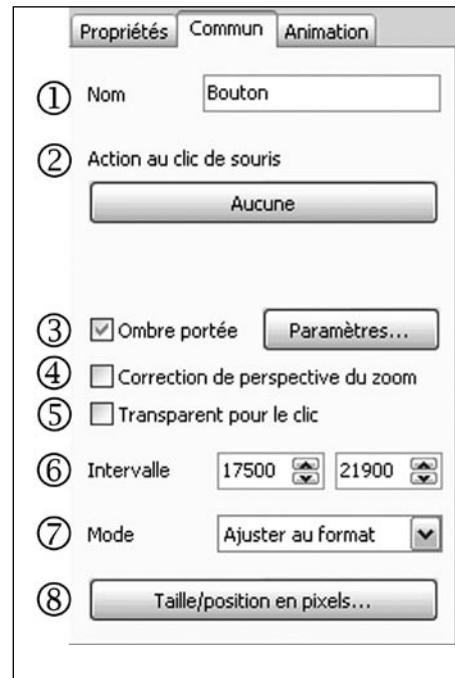 Propriétés Commun Animation
① Nom Bouton
② Action au clic de souris
Aucune
③ Ombre portée Paramètres...
④ Correction de perspective du zoom
⑤ Transparent pour le clic
⑥ Intervalle 17500 21900
⑦ Mode Ajuster au format
⑧ Taille/position en pixels...